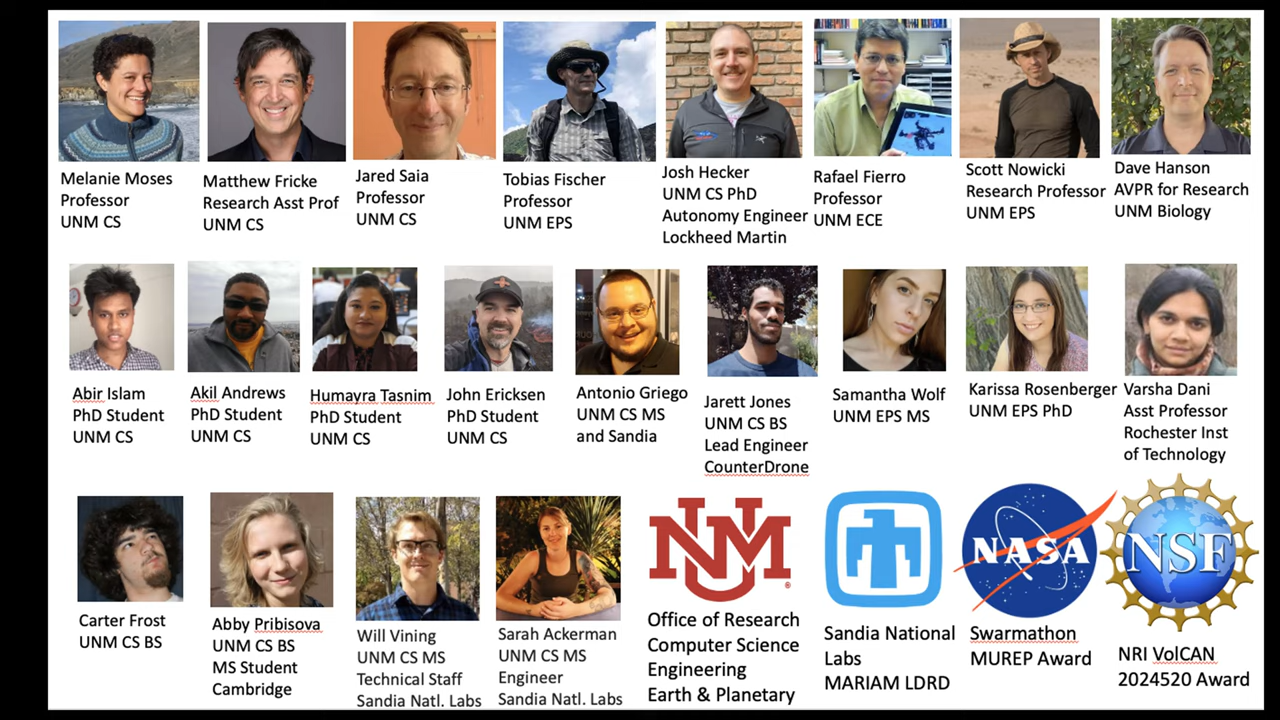 Melanie Moses
Professor
UNM CS
Matthew Fricke
Research Asst Prof
UNM CS
Jared Saia
Professor
UNM CS
Tobias Fischer
Professor
UNM EPS
Josh Hecker
UNM CS PhD
Autonomy Engineer
Lockheed Martin
Rafael Fierro
Professor
UNM ECE
Scott Nowicki
Research Professor
UNM EPS
Dave Hanson
AVPR for Research
UNM Biology
Abir Islam
PhD Student
UNM CS
Akil Andrews
PhD Student
UNM CS
Humayra Tasnim
PhD Student
UNM CS
John Ericksen
PhD Student
UNM CS
Antonio Griego
UNM CS MS
and Sandia
Jarett Jones
UNM CS BS
Lead Engineer
CounterDrone
Samantha Wolf
UNM EPS MS
Karissa Rosenberger
UNM EPS PhD
Varsha Dani
Asst Professor
Rochester Inst
of Technology
Carter Frost
UNM CS BS
Abby Pribisova
UNM CS BS
MS Student
Cambridge
Will Vining
UNM CS MS
Technical Staff
Sandia Natl. Labs
Sarah Ackerman
UNM CS MS
Engineer
Sandia Natl. Labs
UNM®
Office of Research
Computer Science
Engineering
Earth & Planetary
Sandia National
Labs
MARIAM LDRD
NASA
Swarmathon
MUREP Award
NSF
NRI VolCAN
2024520 Award